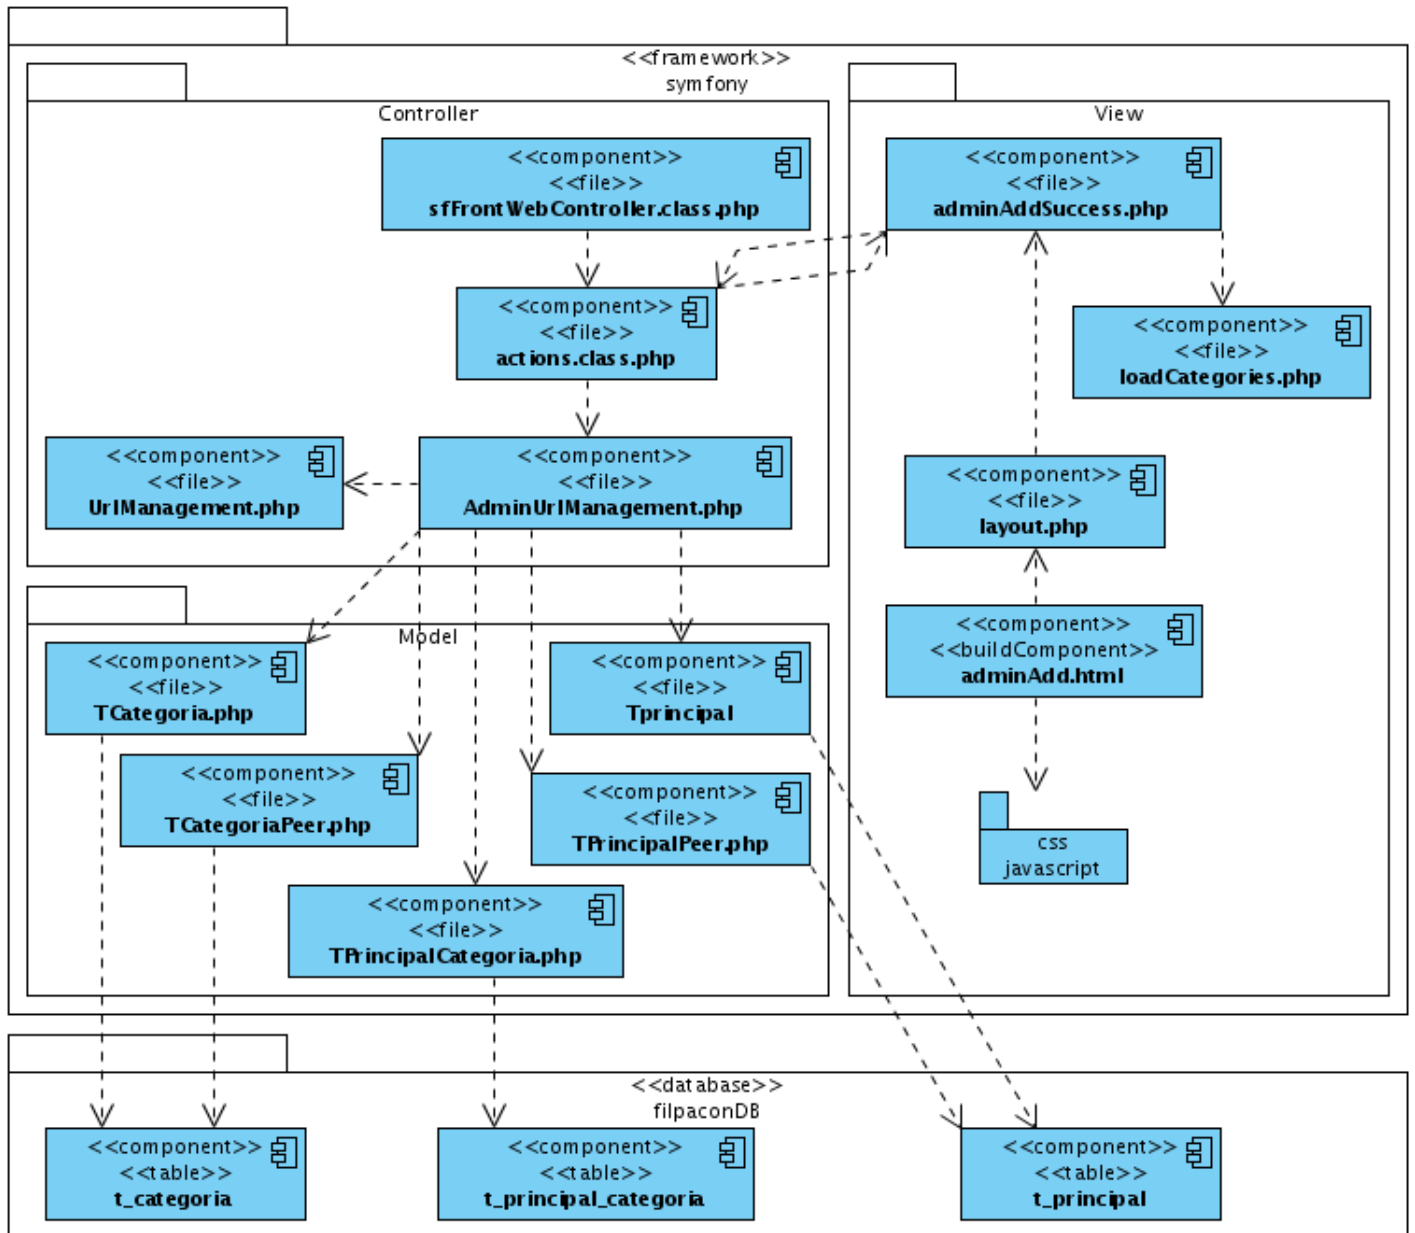 <<framework>>
symfony
Controller
<<component>>
<<file>>
sfFrontWebController.class.php
<<component>>
<<file>>
actions.class.php
<<component>>
<<file>>
UrlManagement.php
<<component>>
<<file>>
AdminUrlManagement.php
View
<<component>>
<<file>>
adminAddSuccess.php
<<component>>
<<file>>
loadCategories.php
<<component>>
<<file>>
layout.php
<<component>>
<<buildComponent>>
adminAdd.html
css
javascript
Model
<<component>>
<<file>>
TCategoria.php
<<component>>
<<file>>
Tprincipal
<<component>>
<<file>>
TCategoriaPeer.php
<<component>>
<<file>>
TPrincipalPeer.php
<<component>>
<<file>>
TPrincipalCategoria.php
<<database>>
filpaconDB
<<component>>
<<table>>
t_categoria
<<component>>
<<table>>
t_principal_categoria
<<component>>
<<table>>
t_principal